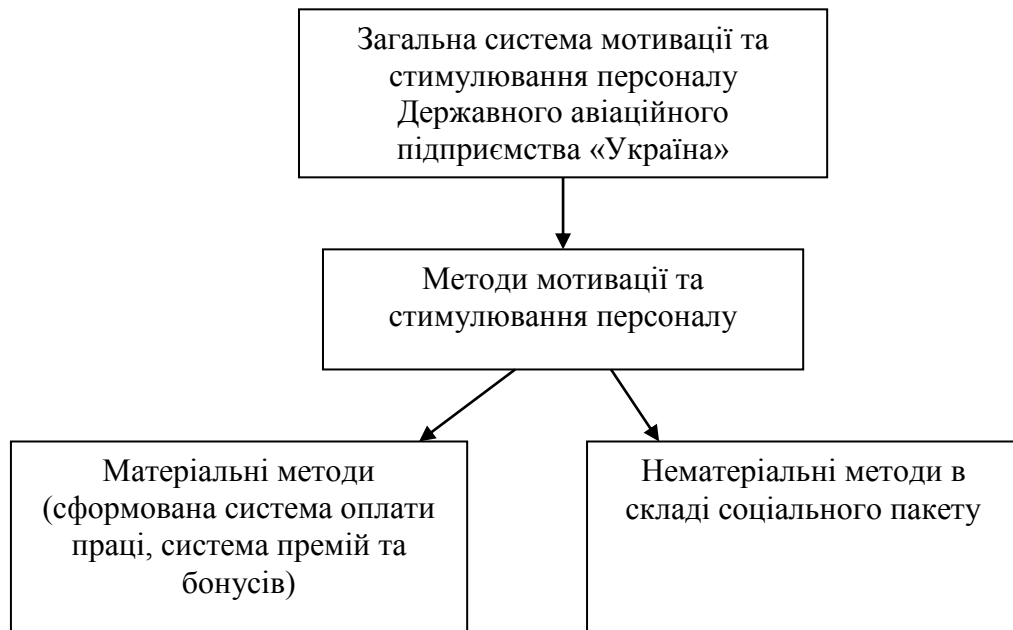 Загальна система мотивації та
стимулювання персоналу
Державного авіаційного
підприємства «Україна»
Методи мотивації та
стимулювання персоналу
Матеріальні методи
(сформована система оплати
праці, система премій та
бонусів)
Нематеріальні методи в
складі соціального пакету